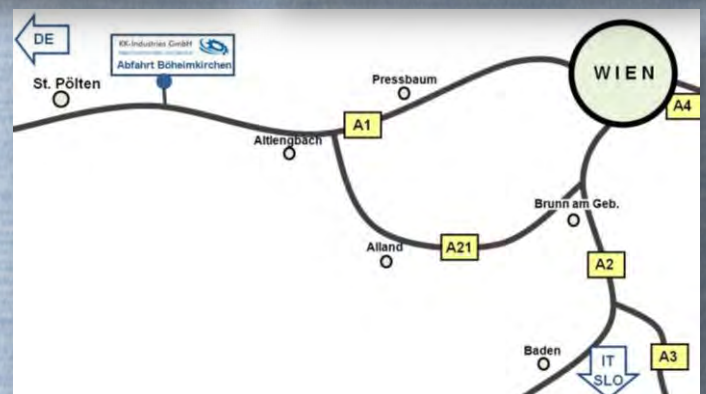 DE
KK-Industries GmbH
Abfahrt Böheimkirchen
St. Pölten
Pressbaum
WIEN
A4
A1
Altlengbach
Brunn am Geb.
Alland
A21
A2
Baden
IT
SLO
A3